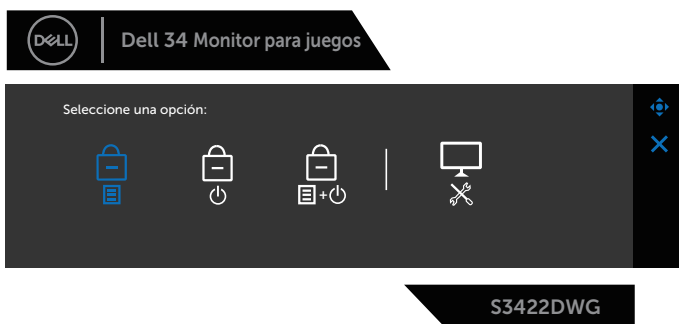 DELL
Dell 34 Monitor para juegos
Seleccione una opción:
S3422DWG